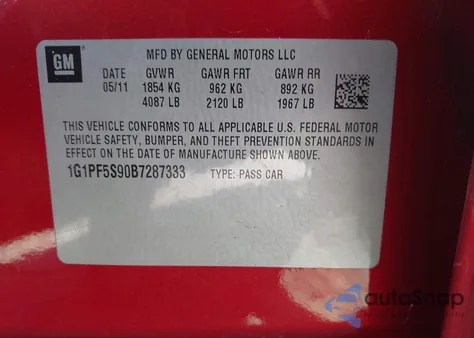 GM
MFD BY GENERAL MOTORS LLC
DATE GVWR GAWR FRT GAWR RR
05/11 1854 KG 962 KG 892 KG
4087 LB 2120 LB 1967 LB
THIS VEHICLE CONFORMS TO ALL APPLICABLE U.S. FEDERAL MOTOR
VEHICLE SAFETY, BUMPER, AND THEFT PREVENTION STANDARDS IN
EFFECT ON THE DATE OF MANUFACTURE SHOWN ABOVE.
1G1PF5S90B7287333 TYPE: PASS CAR
autoSnap